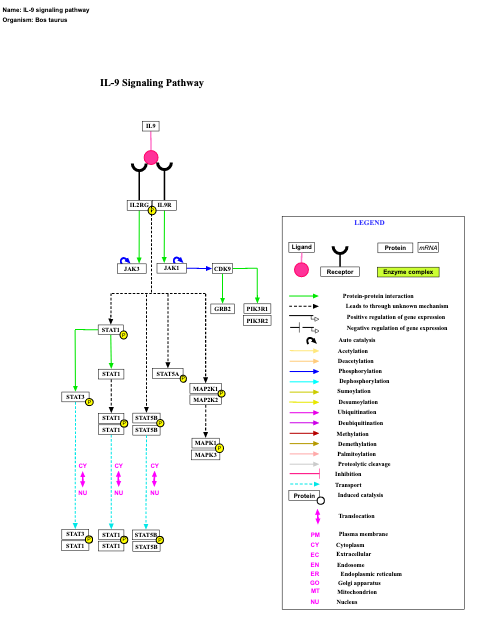 Name: IL-9 signaling pathway
Organism: Bos taurus
IL-9 Signaling Pathway
IL9
IL2RG IL9R
P
JAK3 JAK1 CDK9
GRB2 PIK3R1
PIK3R2
STAT1 P
STAT3 P
STAT1
STAT5A P
MAP2K1 P
MAP2K2
STAT1 P
STAT1
STAT5B P
STAT5B
MAPK1 P
MAPK3
CY CY CY
NU NU NU
STAT3 P STAT1 P STAT5B P
STAT1 STAT1 STAT5B
LEGEND
Ligand
Receptor
Protein mRNA
Enzyme complex
Protein-protein interaction
Leads to through unknown mechanism
Positive regulation of gene expression
Negative regulation of gene expression
Auto catalysis
Acetylation
Deacetylation
Phosphorylation
Dephosphorylation
Sumoylation
Desumoylation
Ubiquitination
Deubiquitination
Methylation
Demethylation
Palmitoylation
Proteolytic cleavage
Inhibition
Transport
Protein Induced catalysis
Translocation
PM Plasma membrane
CY Cytoplasm
EC Extracellular
EN Endosome
ER Endoplasmic reticulum
GO Golgi apparatus
MT Mitochondrion
NU Nucleus